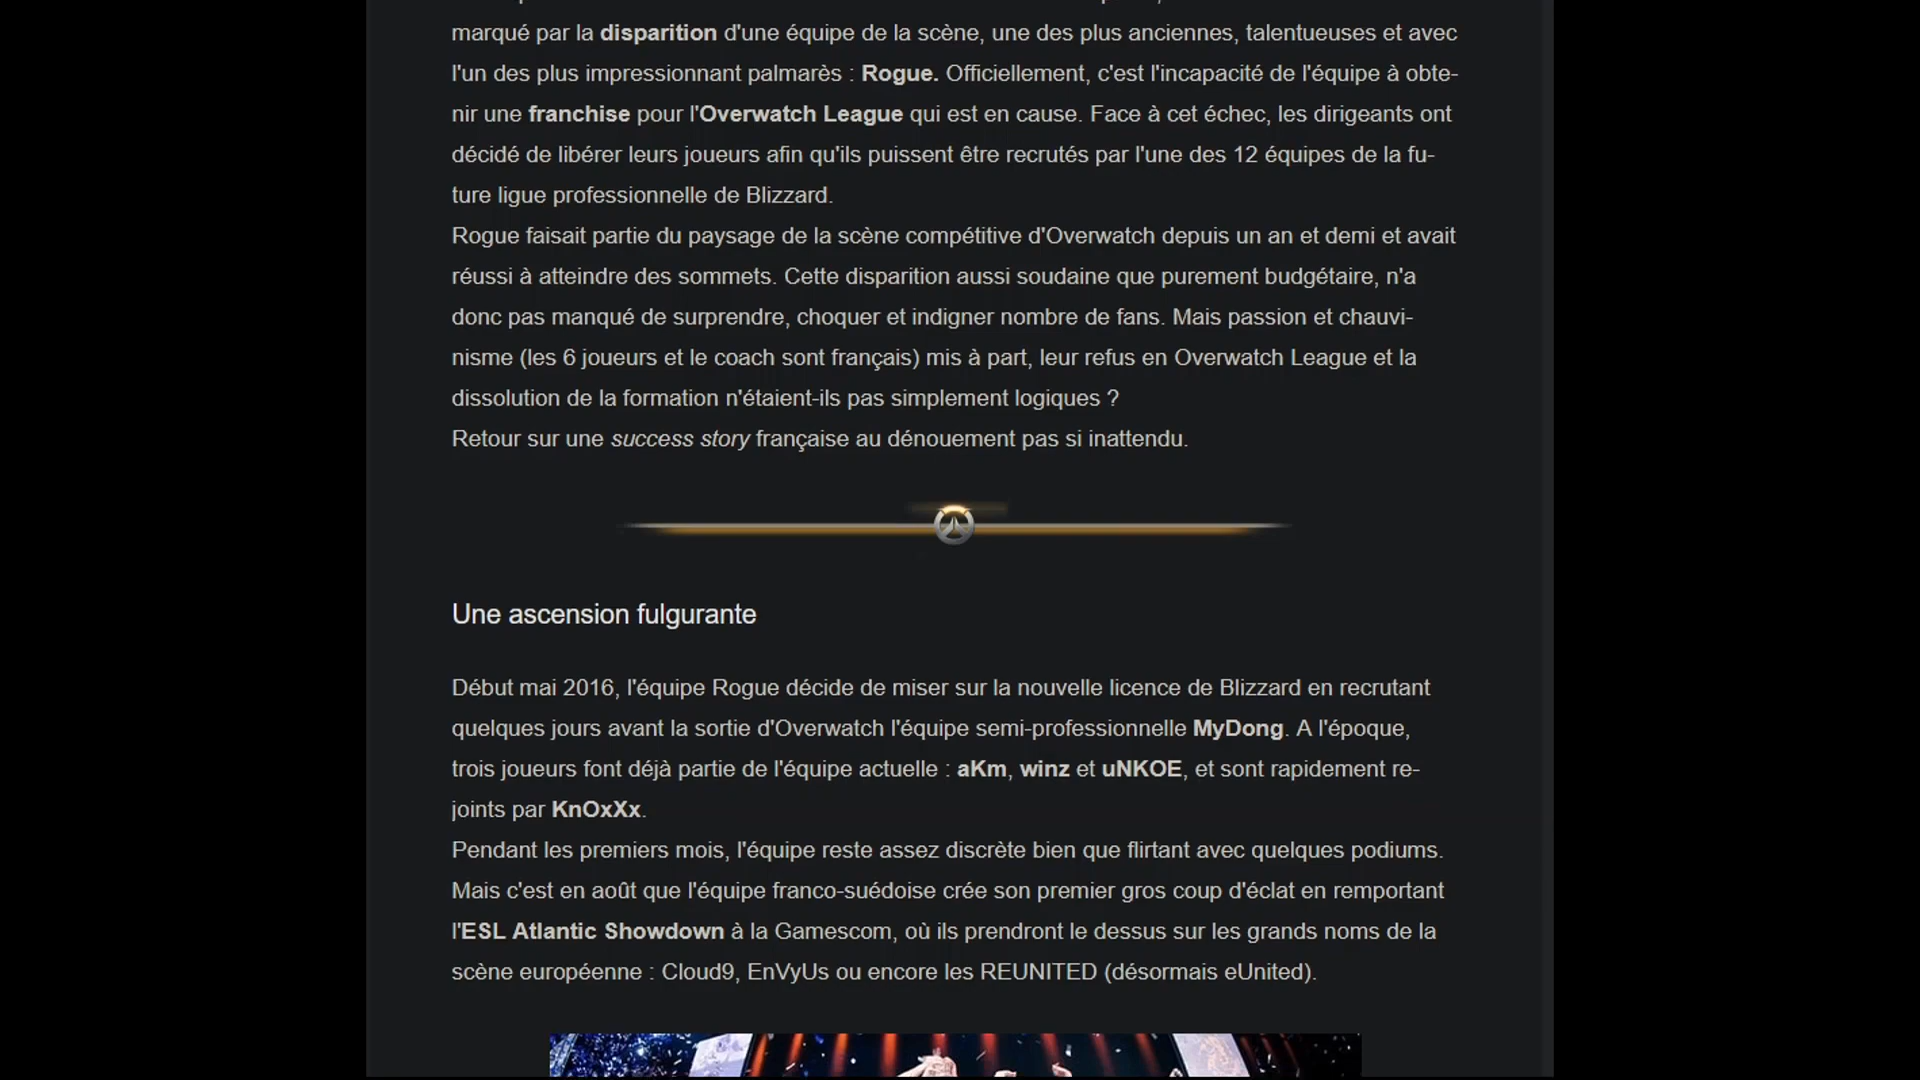 marqué par la disparition d'une équipe de la scène, une des plus anciennes, talentueuses et avec
l'un des plus impressionnant palmarès : Rogue. Officiellement, c'est l'incapacité de l'équipe à obte-
nir une franchise pour l'Overwatch League qui est en cause. Face à cet échec, les dirigeants ont
décidé de libérer leurs joueurs afin qu'ils puissent être recrutés par l'une des 12 équipes de la fu-
ture ligue professionnelle de Blizzard.
Rogue faisait partie du paysage de la scène compétitive d'Overwatch depuis un an et demi et avait
réussi à atteindre des sommets. Cette disparition aussi soudaine que purement budgétaire, n'a
donc pas manqué de surprendre, choquer et indigner nombre de fans. Mais passion et chauvi-
nisme (les 6 joueurs et le coach sont français) mis à part, leur refus en Overwatch League et la
dissolution de la formation n'étaient-ils pas simplement logiques ?
Retour sur une success story française au dénouement pas si inattendu.
Une ascension fulgurante
Début mai 2016, l'équipe Rogue décide de miser sur la nouvelle licence de Blizzard en recrutant
quelques jours avant la sortie d'Overwatch l'équipe semi-professionnelle MyDong. A l'époque,
trois joueurs font déjà partie de l'équipe actuelle : aKm, winz et uNKOE, et sont rapidement re-
joints par KnOxXx.
Pendant les premiers mois, l'équipe reste assez discrète bien que flirtant avec quelques podiums.
Mais c'est en août que l'équipe franco-suédoise crée son premier gros coup d'éclat en remportant
l'ESL Atlantic Showdown à la Gamescom, où ils prendront le dessus sur les grands noms de la
scène européenne : Cloud9, EnVyUs ou encore les REUNITED (désormais eUnited).